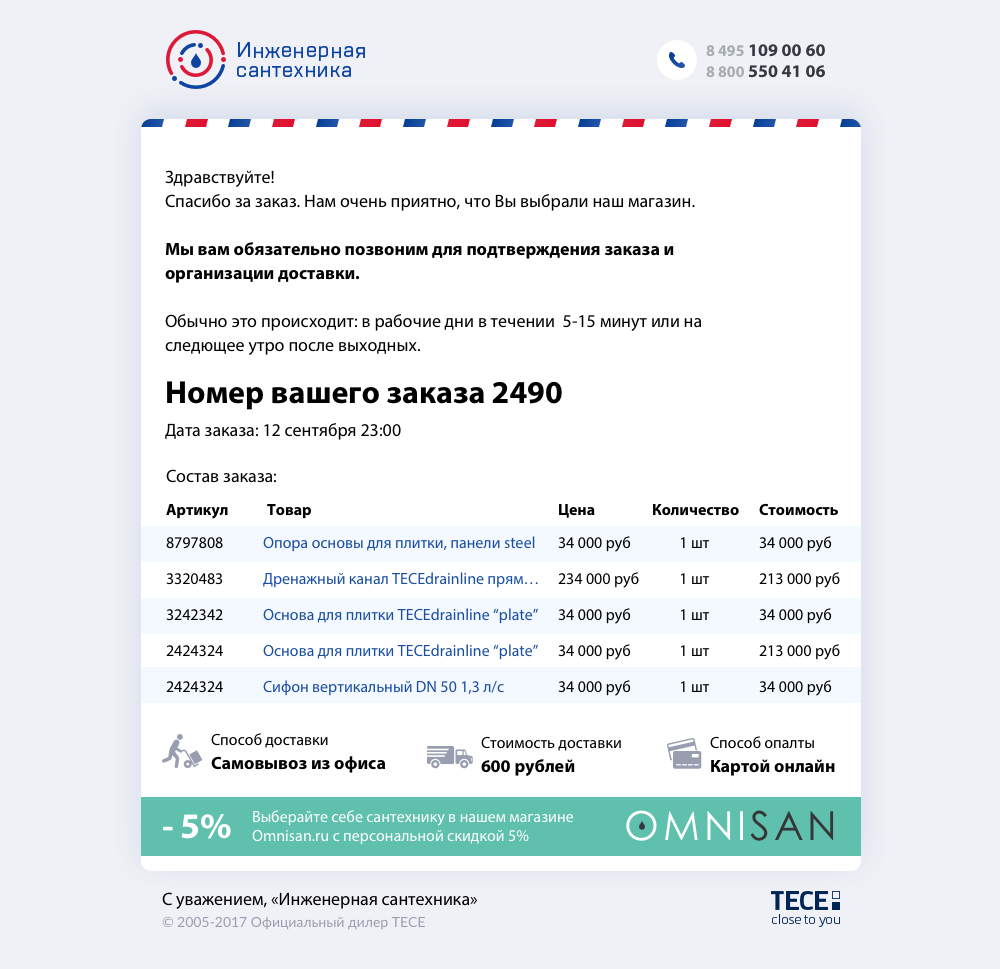 Инженерная
сантехника
8 495 109 00 60
8 800 550 41 06
Здравствуйте!
Спасибо за заказ. Нам очень приятно, что Вы выбрали наш магазин.
Мы вам обязательно позвоним для подтверждения заказа и
организации доставки.
Обычно это происходит: в рабочие дни в течении 5-15 минут или на
следющее утро после выходных.
Номер вашего заказа 2490
Дата заказа: 12 сентября 23:00
Состав заказа:
Артикул Товар Цена Количество Стоимость
8797808 Опора основы для плитки, панели steel 34 000 руб 1 шт 34 000 руб
3320483 Дренажный канал TECEdrainline прям... 234 000 руб 1 шт 213 000 руб
3242342 Основа для плитки TECEdrainline “plate” 34 000 руб 1 шт 34 000 руб
2424324 Основа для плитки TECEdrainline “plate” 34 000 руб 1 шт 213 000 руб
2424324 Сифон вертикальный DN 50 1,3 л/с 34 000 руб 1 шт 34 000 руб
Способ доставки
Самовывоз из офиса
Стоимость доставки
600 рублей
Способ опалты
Картой онлайн
- 5%
Выберайте себе сантехнику в нашем магазине
Omnisan.ru с персональной скидкой 5%
OMNISAN
С уважением, «Инженерная сантехника»
© 2005-2017 Официальный дилер TECE
TECE
close to you